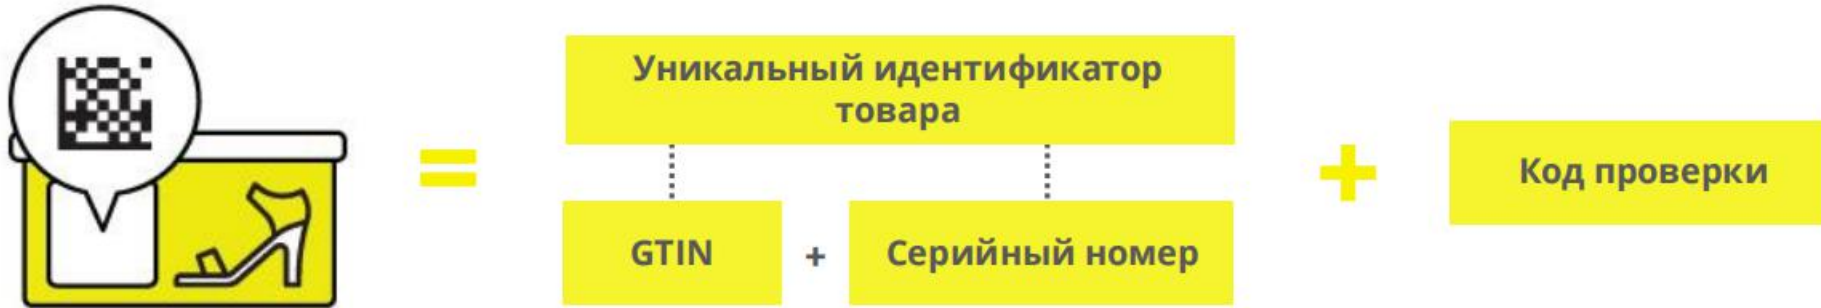 Уникальный идентификатор
товара
=
+
Код проверки
GTIN + Серийный номер